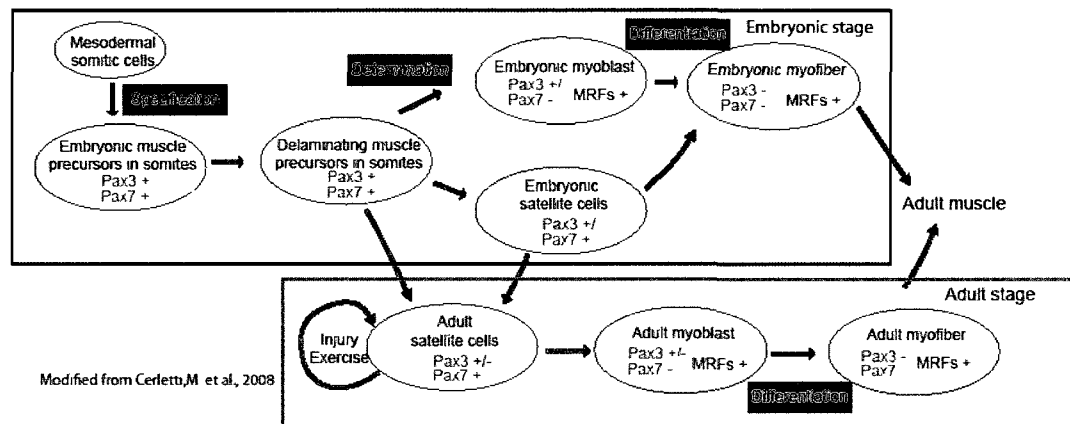 Embryonic stage
Mesodermal
somitic cells
Specification
Embryonic muscle
precursors in somites
Pax3 +
Pax7 +
Delaminating muscle
precursors in somites
Pax3 +
Pax7 +
Determination
Embryonic myoblast
Pax3 +/
Pax7 -
MRFs +
Differentiation
Embryonic myofiber
Pax3 -
Pax7 -
MRFs +
Embryonic
satellite cells
Pax3 +/
Pax7 +
Adult muscle
Adult stage
Injury
Exercise
Adult
satellite cells
Pax3 +/-
Pax7 +
Adult myoblast
Pax3 +/-
Pax7 -
MRFs +
Differentiation
Adult myofiber
Pax3 -
Pax7
MRFs +
Modified from Cerletti,M et al., 2008